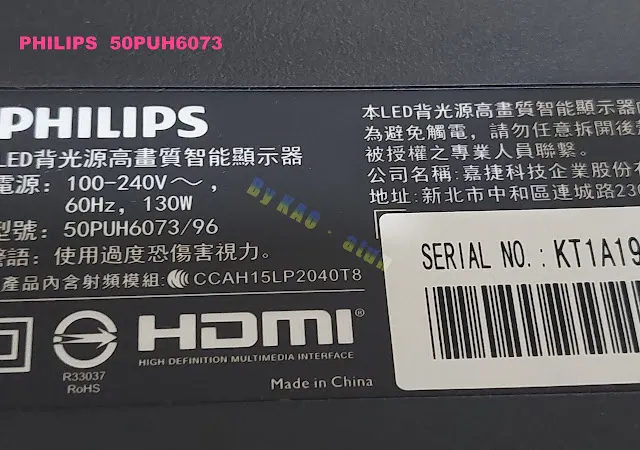 PHILIPS 50PUH6073
PHILIPS
LED背光源高畫質智能顯示器
電源: 100-240V～,
60Hz, 130W
型號: 50PUH6073/96
警語: 使用過度恐傷害視力。
產品內含射頻模組: CCAH15LP2040T8
R33037
RoHS
HDMI®
HIGH DEFINITION MULTIMEDIA INTERFACE
Made in China
本LED背光源高畫質智能顯示器
為避免觸電，請勿任意拆開後
被授權之專業人員聯繫。
公司名稱: 嘉捷科技企業股份
地址: 新北市中和區連城路23
SERIAL NO.: KT1A19
By KAO - atun